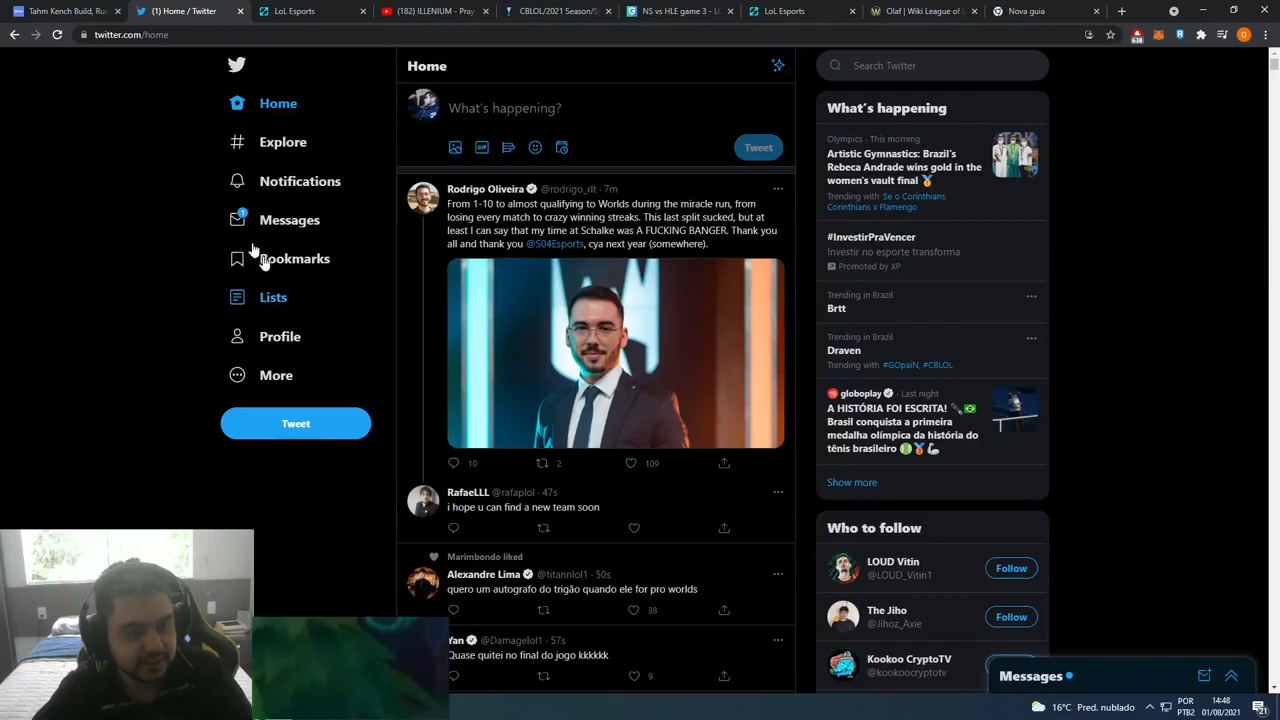 Tahm Kench Build, Run
(1) Home / Twitter
LoL Esports
(182) ILLENIUM - Pray
CBLOL/2021 Season/S
NS vs HLE game 3 - LO
LoL Esports
Olaf | Wiki League of L
Nova guia
twitter.com/home
638
G
Home
Explore
Notifications
1
Messages
Bookmarks
Lists
Profile
More
Tweet
Home
What's happening?
GIF
Tweet
Rodrigo Oliveira @rodrigo_rlt · 7m
From 1-10 to almost qualifying to Worlds during the miracle run, from
losing every match to crazy winning streaks. This last split sucked, but at
least I can say that my time at Schalke was A FUCKING BANGER. Thank you
all and thank you @S04Esports, cya next year (somewhere).
10 2 109
RafaeLLL @rafaplol · 47s
i hope u can find a new team soon
Marimbondo liked
Alexandre Lima @titannlol1 · 50s
quero um autografo do trigão quando ele for pro worlds
38
Yan @Damagelol1 · 57s
Quase quitei no final do jogo kkkkkk
9
Search Twitter
What's happening
Olympics · This morning
Artistic Gymnastics: Brazil's
Rebeca Andrade wins gold in the
women's vault final
Trending with Se o Corinthians,
Corinthians x Flamengo
#InvestirPraVencer
Investir no esporte transforma
Promoted by XP
Trending in Brazil
Brtt
Trending in Brazil
Draven
Trending with #GOpaiN, #CBLOL
globoplay · Last night
A HISTÓRIA FOI ESCRITA!
Brasil conquista a primeira
medalha olímpica da história do
tênis brasileiro
Show more
Who to follow
LOUD Vitin
@LOUD_Vitin1
Follow
The Jiho
@Jihoz_Axie
Follow
Kookoo CryptoTV
Messages
16°C Pred. nublado
POR
PTB2
14:48
01/08/2021
21